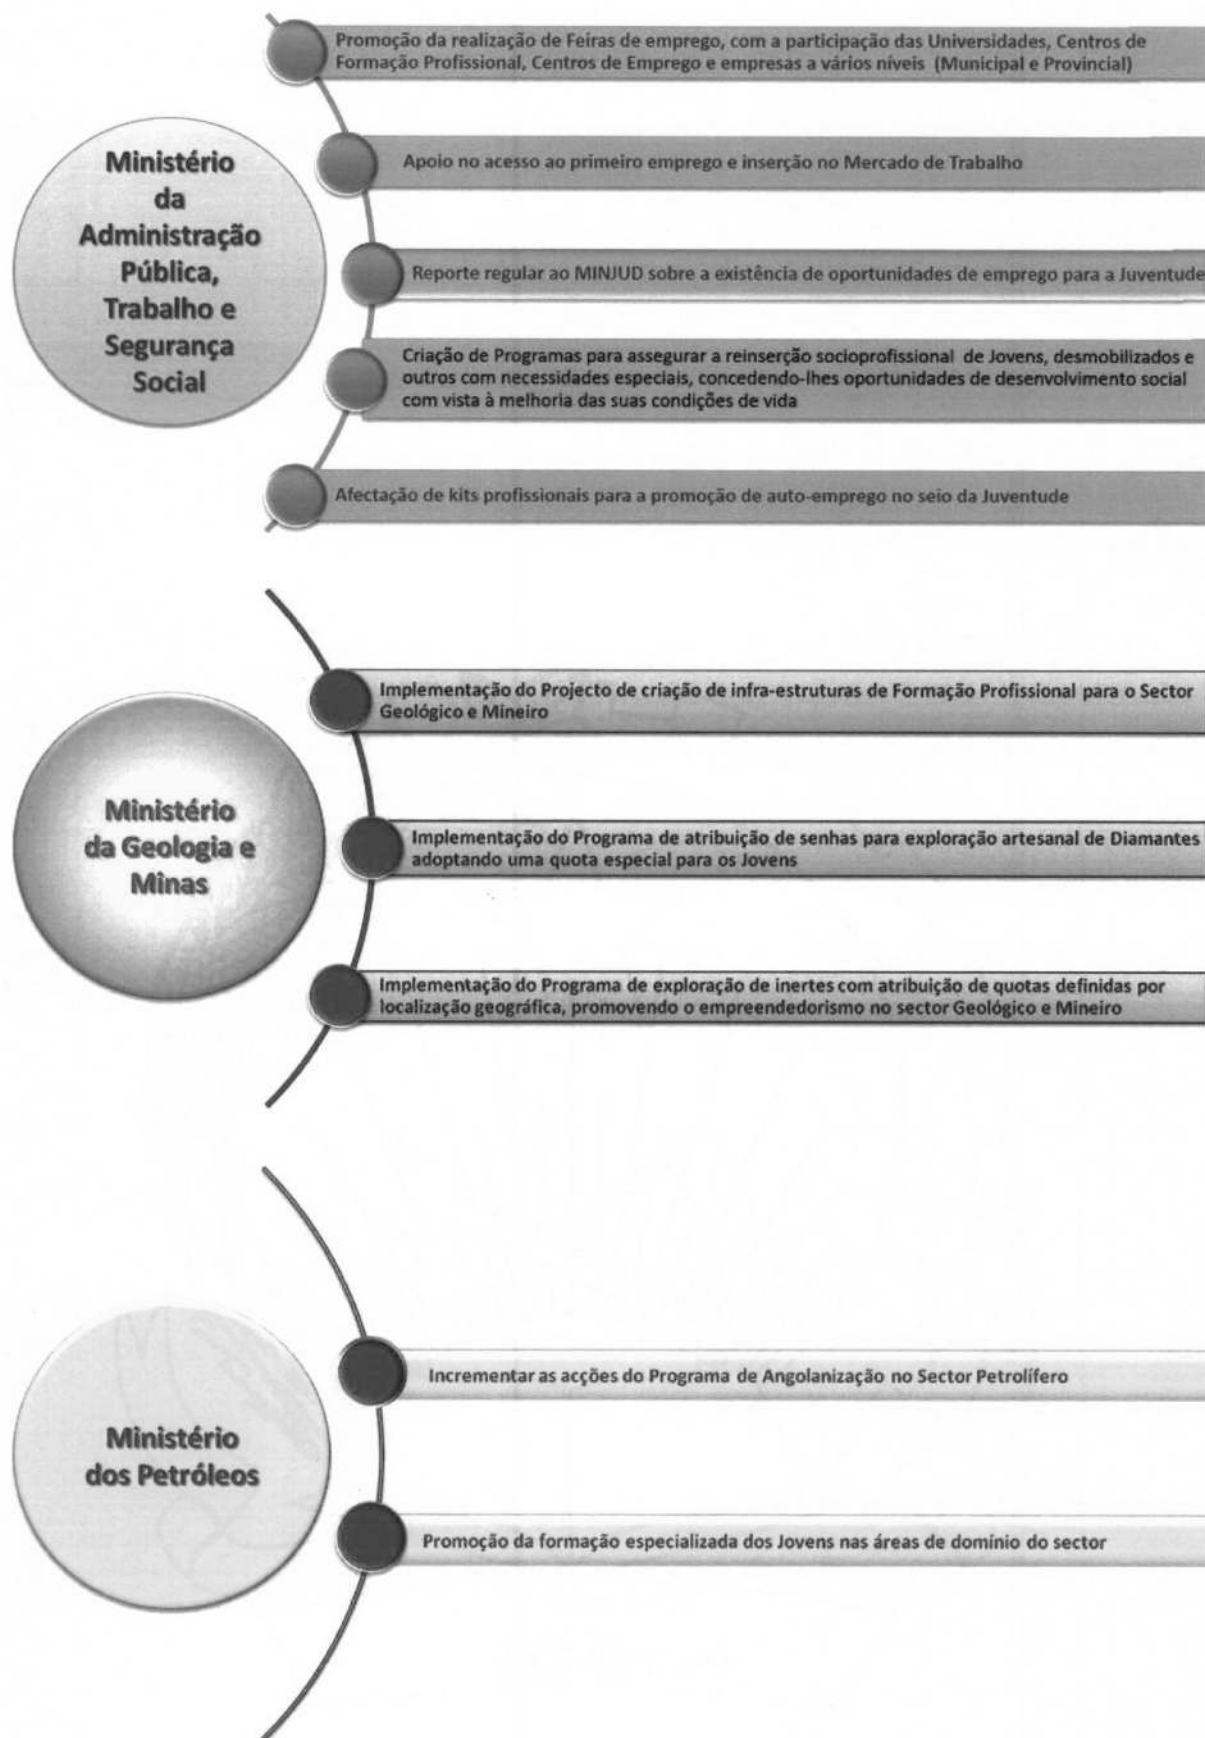 Promoção da realização de Feiras de emprego, com a participação das Universidades, Centros de
Formação Profissional, Centros de Emprego e empresas a vários níveis (Municipal e Provincial)
Ministério
da
Administração
Pública,
Trabalho e
Segurança
Social
Apoio no acesso ao primeiro emprego e inserção no Mercado de Trabalho
Reporte regular ao MINJUD sobre a existência de oportunidades de emprego para a Juventude
Criação de Programas para assegurar a reinserção socioprofissional de Jovens, desmobilizados e
outros com necessidades especiais, concedendo-lhes oportunidades de desenvolvimento social
com vista à melhoria das suas condições de vida
Afectação de kits profissionais para a promoção de auto-emprego no seio da Juventude
Ministério
da Geologia e
Minas
Implementação do Projecto de criação de infra-estruturas de Formação Profissional para o Sector
Geológico e Mineiro
Implementação do Programa de atribuição de senhas para exploração artesanal de Diamantes
adoptando uma quota especial para os Jovens
Implementação do Programa de exploração de inertes com atribuição de quotas definidas por
localização geográfica, promovendo o empreendedorismo no sector Geológico e Mineiro
Ministério
dos Petróleos
Incrementar as acções do Programa de Angolanização no Sector Petrolífero
Promoção da formação especializada dos Jovens nas áreas de domínio do sector